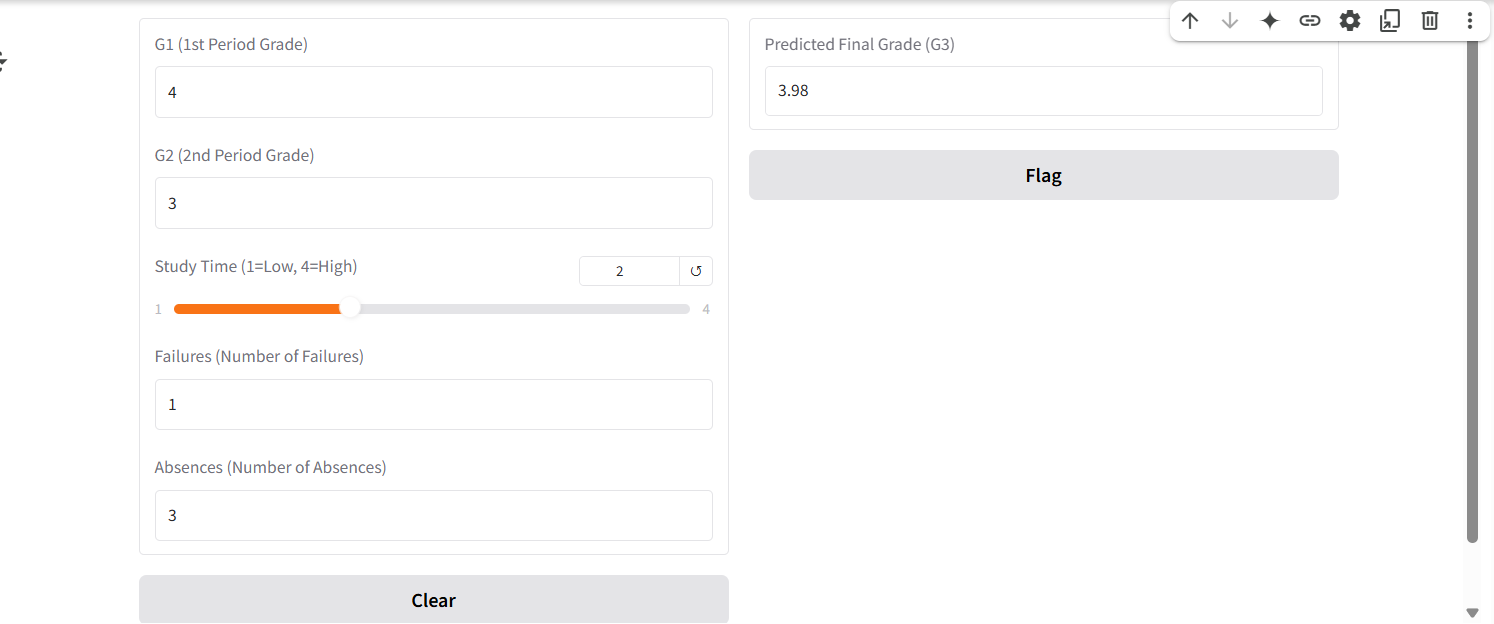 G1 (1st Period Grade)
4
G2 (2nd Period Grade)
3
Study Time (1=Low, 4=High)
2
↺
1
4
Failures (Number of Failures)
1
Absences (Number of Absences)
3
Clear
Predicted Final Grade (G3)
3.98
Flag